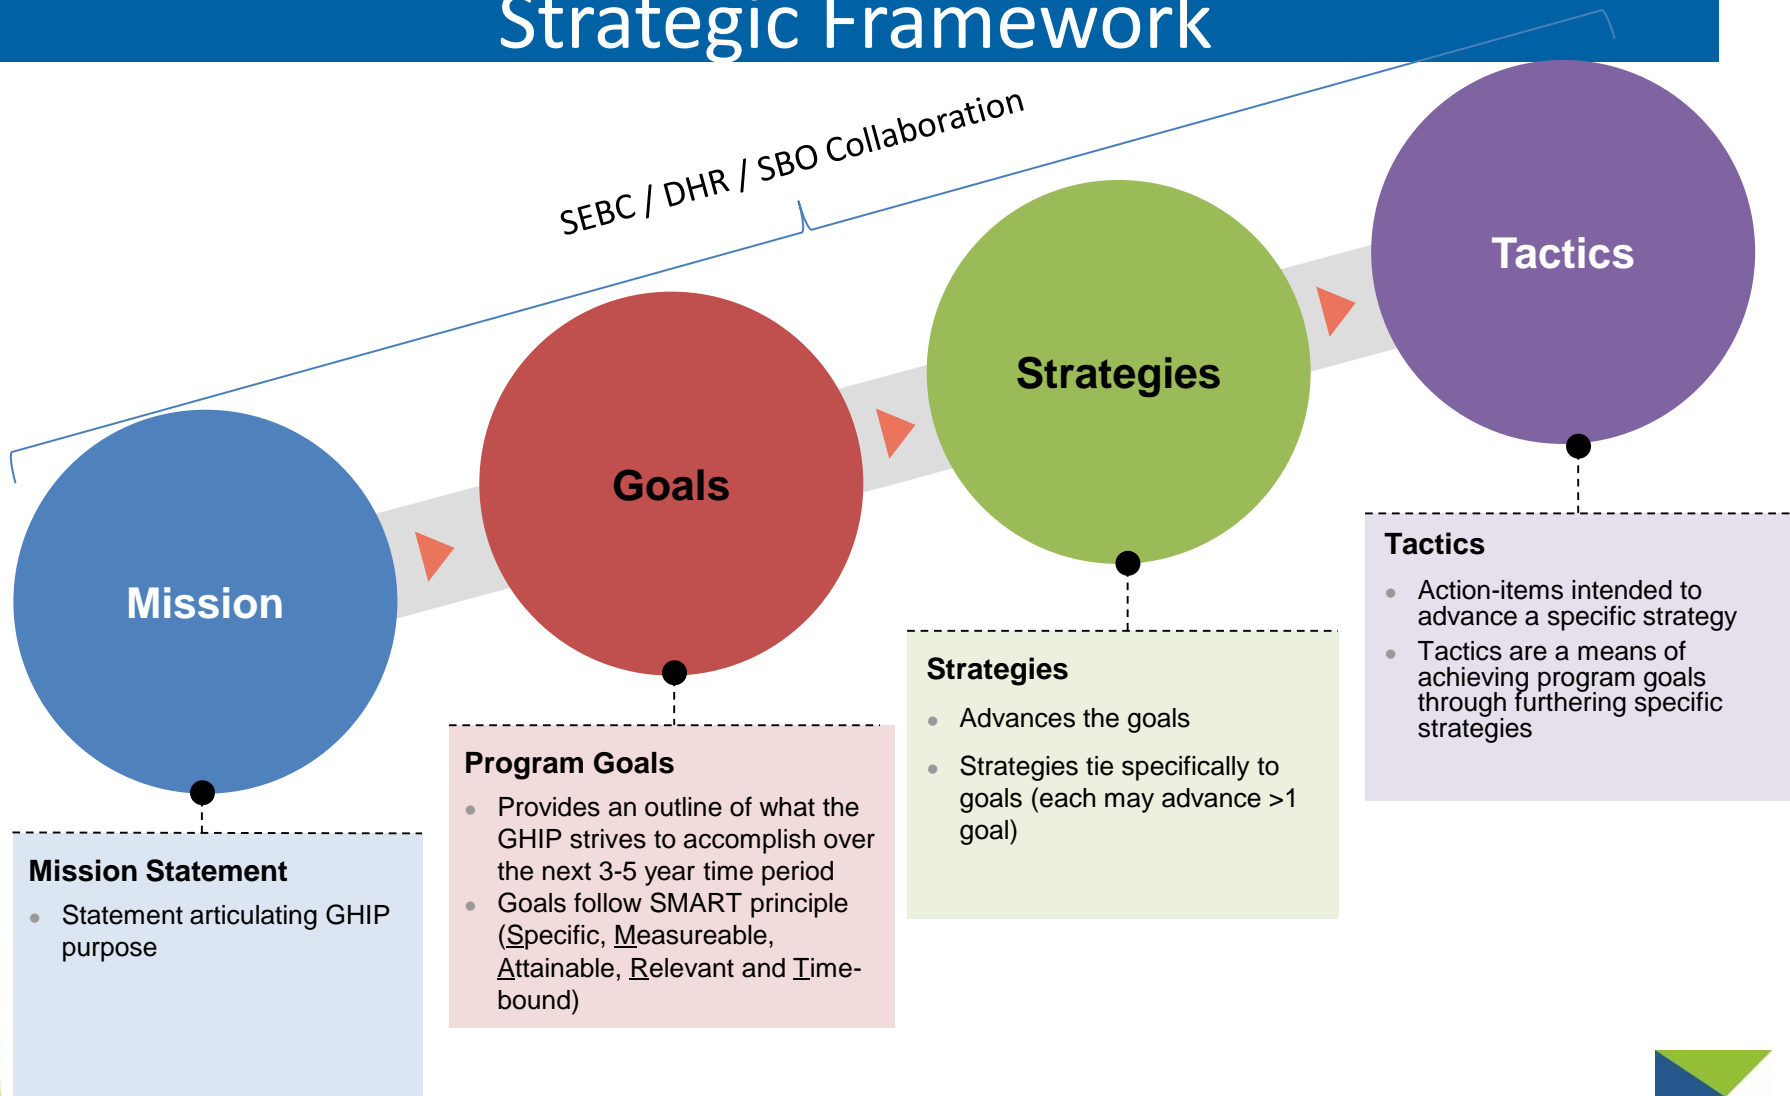 Strategic Framework
SEBC / DHR / SBO Collaboration
Mission
Goals
Strategies
Tactics
Mission Statement
Statement articulating GHIP
purpose
Program Goals
Provides an outline of what the
GHIP strives to accomplish over
the next 3-5 year time period
Goals follow SMART principle
(Specific, Measureable,
Attainable, Relevant and Time-
bound)
Strategies
Advances the goals
Strategies tie specifically to
goals (each may advance >1
goal)
Tactics
Action-items intended to
advance a specific strategy
Tactics are a means of
achieving program goals
through furthering specific
strategies